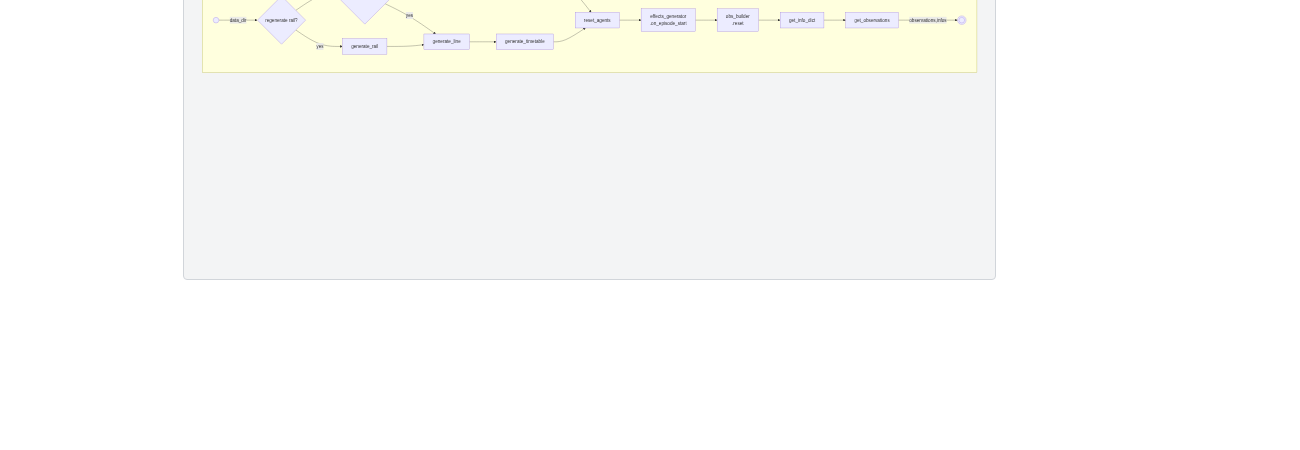 data_dir
regenerate rail?
yes
yes
generate_rail
generate_line
generate_timetable
reset_agents
effects_generator
.on_episode_start
obs_builder
.reset
get_info_dict
get_observations
observations,infos